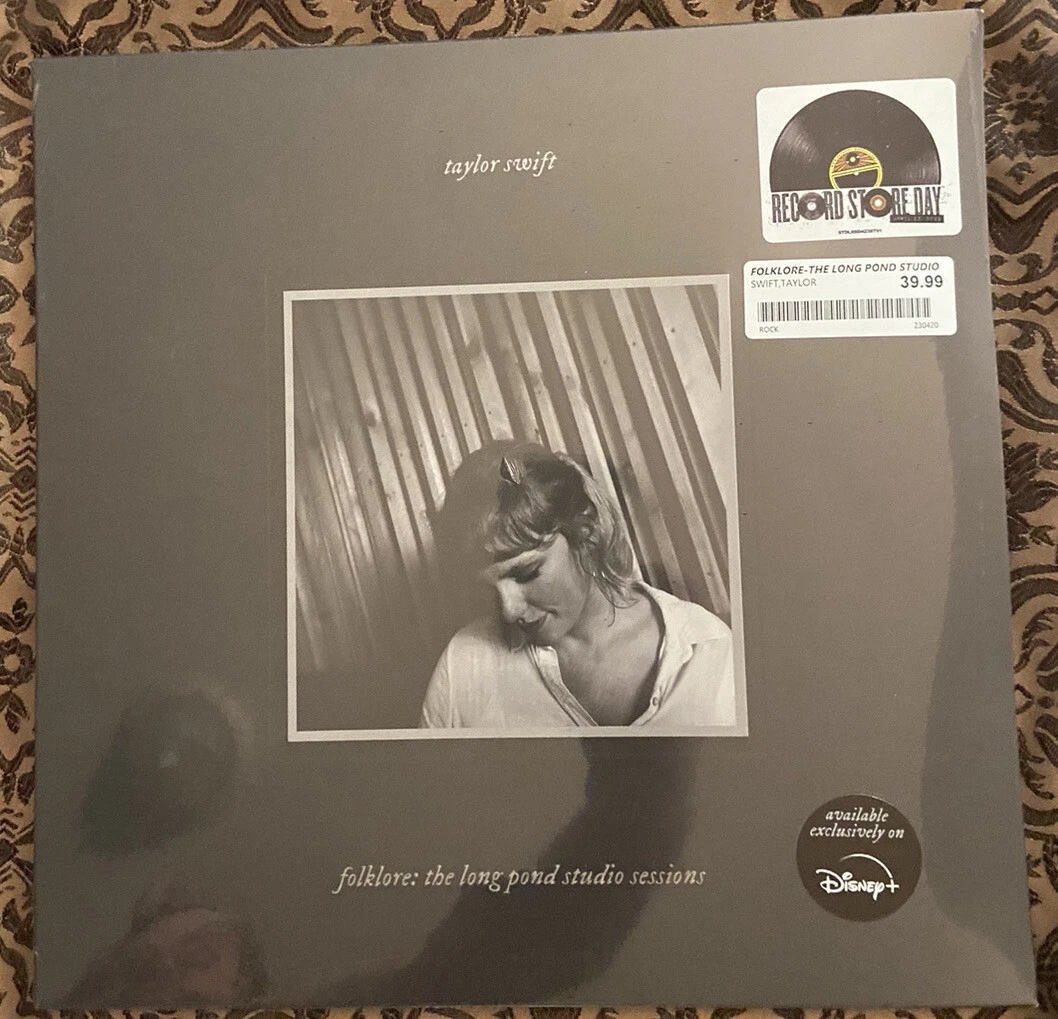 taylor swift
RECORD STORE DAY
FOLKLORE-THE LONG POND STUDIO
SWIFT,TAYLOR 39.99
ROCK 230420
folklore: the long pond studio sessions
available
exclusively on
Disney+